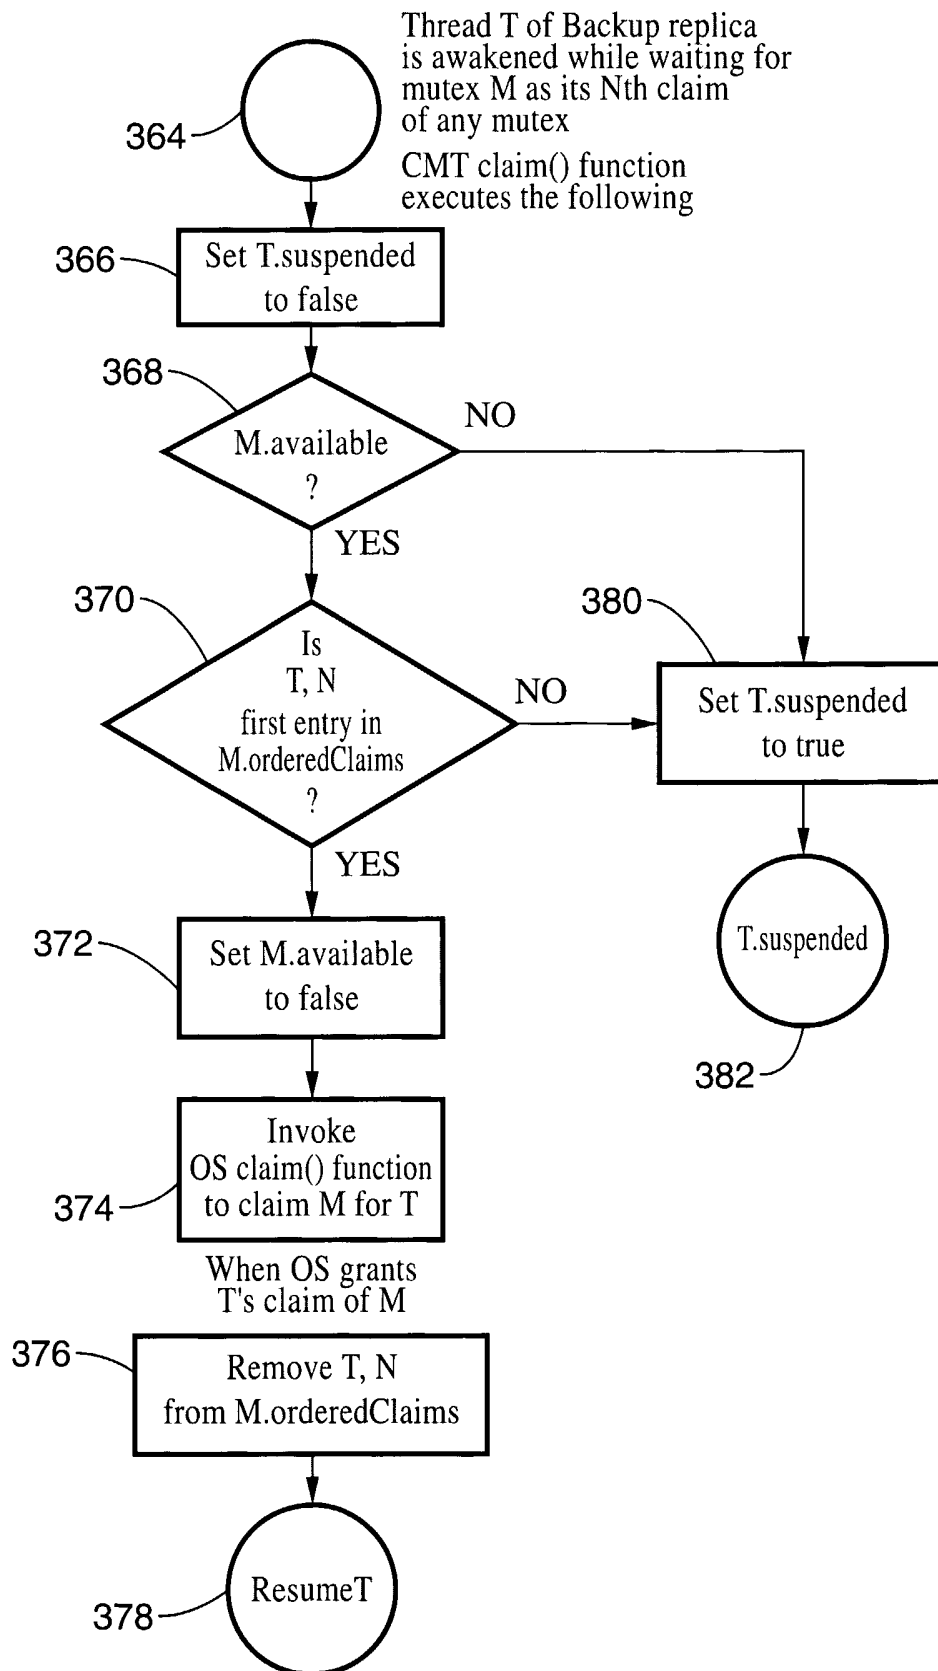 Thread T of Backup replica
is awakened while waiting for
mutex M as its Nth claim
of any mutex
364
CMT claim() function
executes the following
366
Set T.suspended
to false
368
NO
M.available
?
YES
370
380
Is
T, N
first entry in
M.orderedClaims
?
NO
Set T.suspended
to true
YES
372
Set M.available
to false
T.suspended
382
Invoke
OS claim() function
to claim M for T
374
When OS grants
T's claim of M
376
Remove T, N
from M.orderedClaims
ResumeT
378